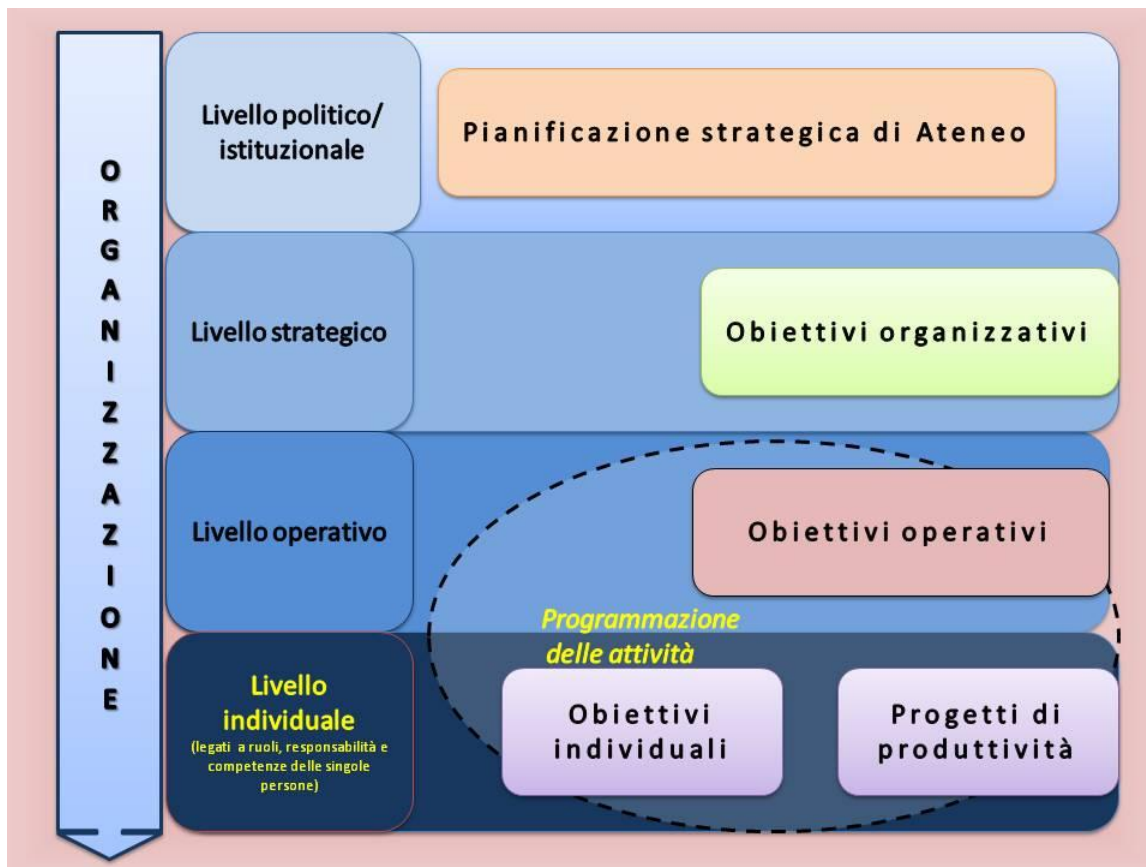 ORGANIZZAZIONE
Livello politico/
istituzionale
Pianificazione strategica di Ateneo
Livello strategico
Obiettivi organizzativi
Livello operativo
Obiettivi operativi
Programmazione
delle attività
Livello
individuale
(legati a ruoli, responsabilità e
competenze delle singole
persone)
Obiettivi
individuali
Progetti di
produttività